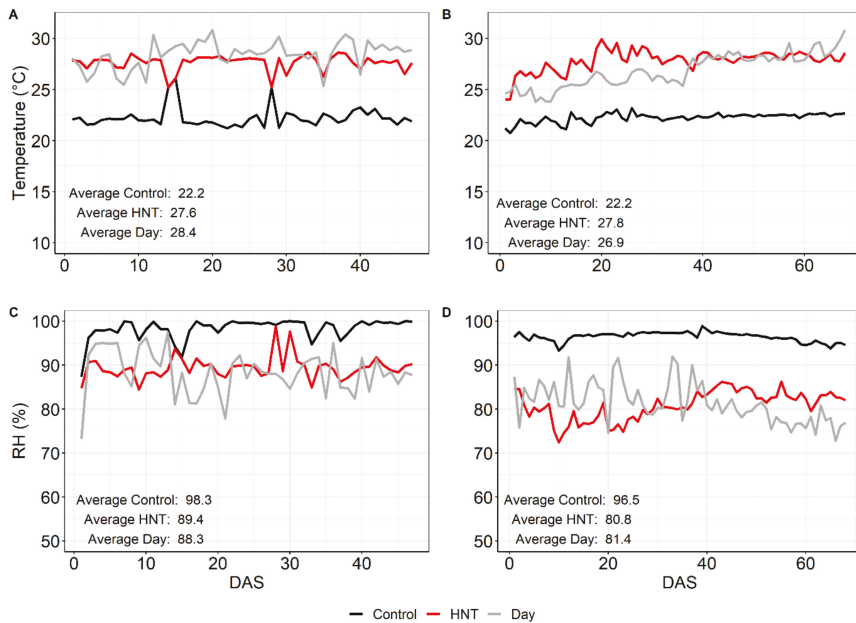 A
B
Temperature (°C)
30
25
20
15
10
Average Control: 22.2
Average HNT: 27.6
Average Day: 28.4
0
10
20
30
40
30
25
20
15
10
Average Control: 22.2
Average HNT: 27.8
Average Day: 26.9
0
20
40
60
C
D
RH (%)
100
90
80
70
60
50
Average Control: 98.3
Average HNT: 89.4
Average Day: 88.3
0
10
20
30
40
DAS
100
90
80
70
60
50
Average Control: 96.5
Average HNT: 80.8
Average Day: 81.4
0
20
40
60
DAS
Control HNT Day